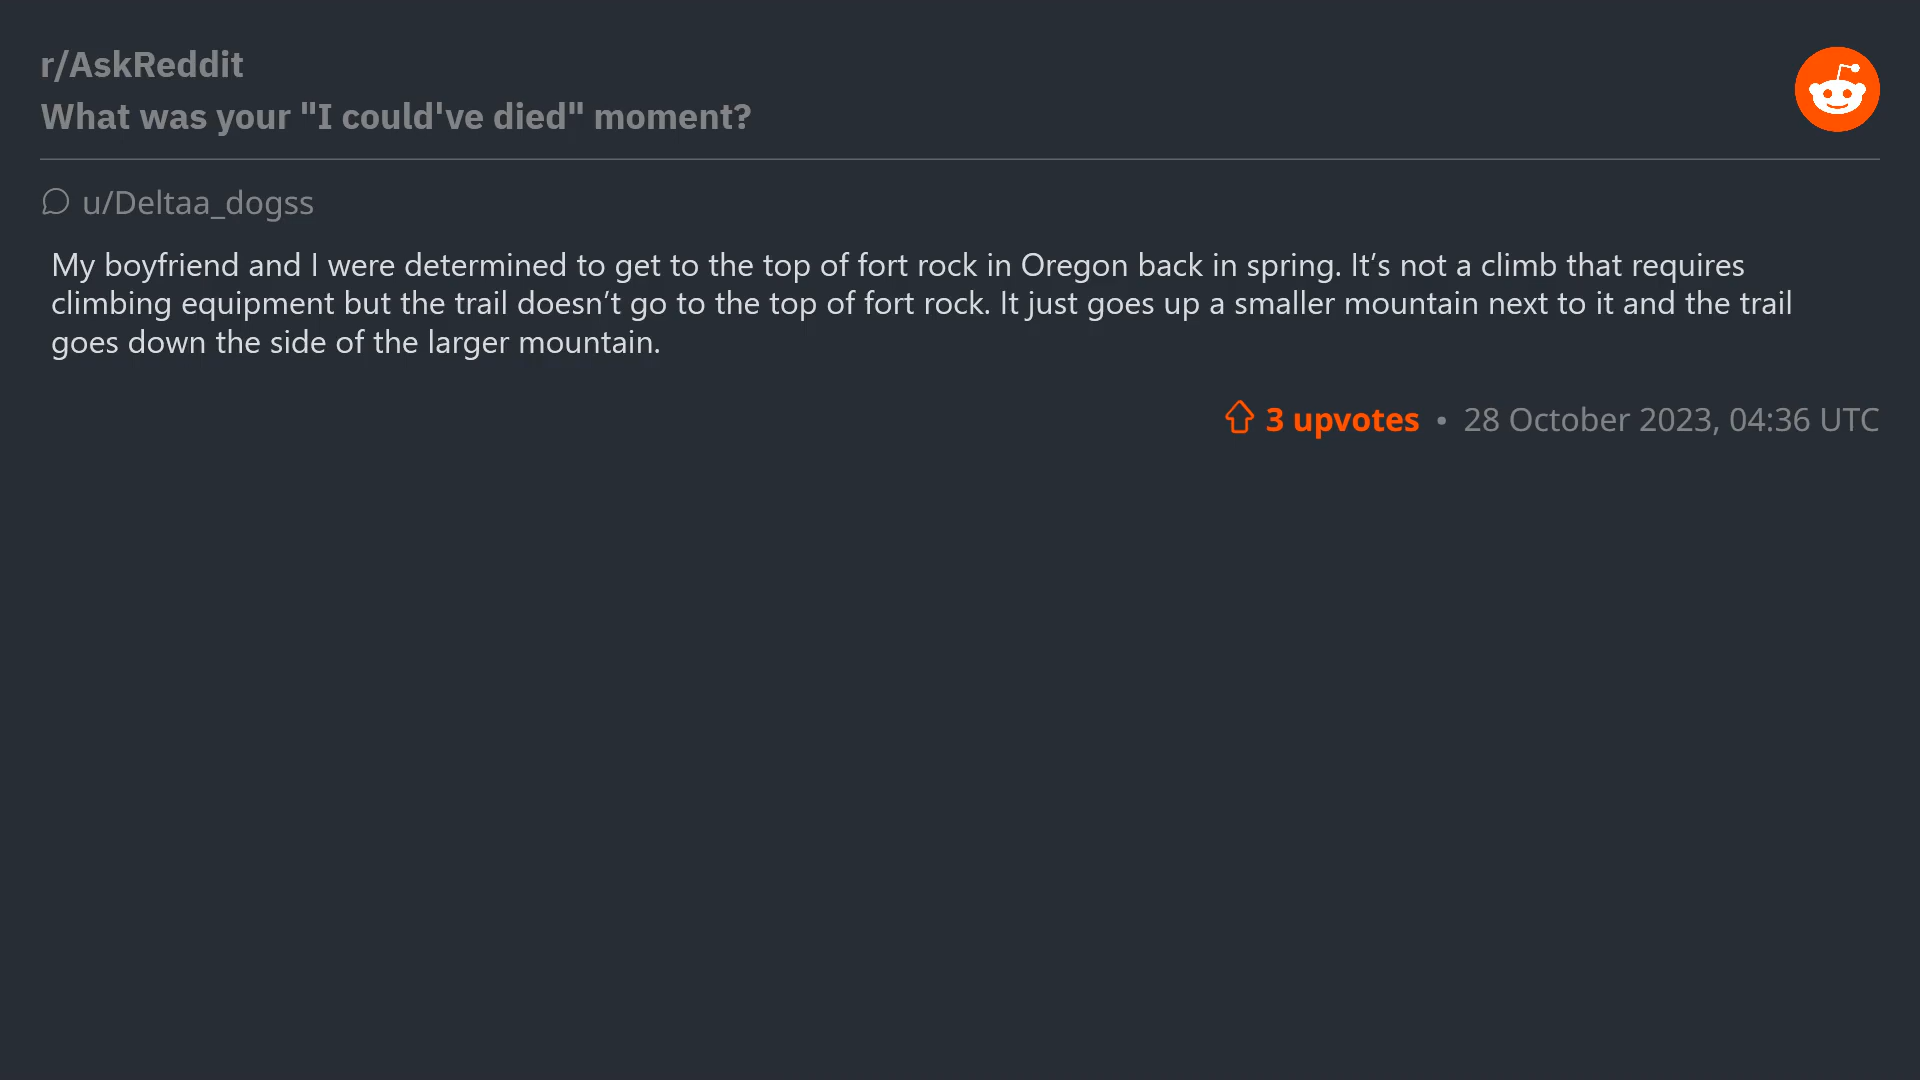 r/AskReddit
What was your "I could've died" moment?
u/Deltaa_dogss
My boyfriend and I were determined to get to the top of fort rock in Oregon back in spring. It’s not a climb that requires
climbing equipment but the trail doesn’t go to the top of fort rock. It just goes up a smaller mountain next to it and the trail
goes down the side of the larger mountain.
3 upvotes • 28 October 2023, 04:36 UTC